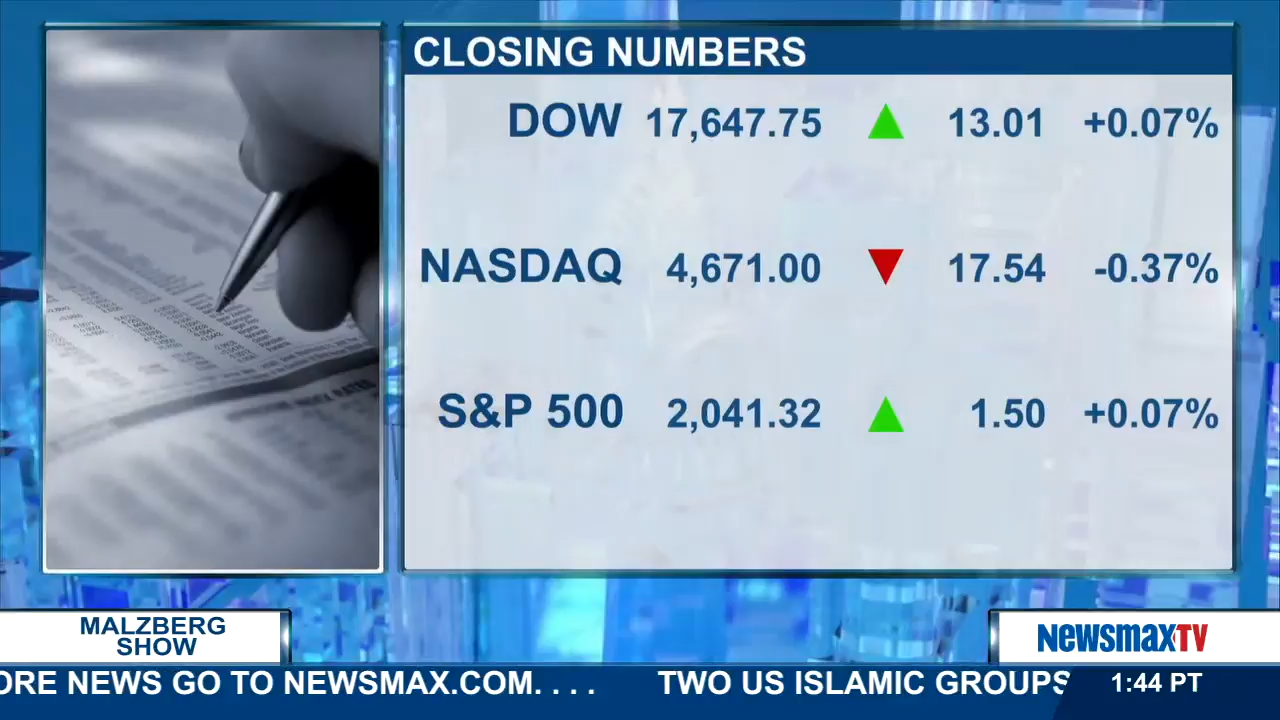 CLOSING NUMBERS
DOW 17,647.75 ▲ 13.01 +0.07%
NASDAQ 4,671.00 ▼ 17.54 -0.37%
S&P 500 2,041.32 ▲ 1.50 +0.07%
MALZBERG
SHOW
NEWSMAXTV
ORE NEWS GO TO NEWSMAX.COM. . . . TWO US ISLAMIC GROUPS 1:44 PT